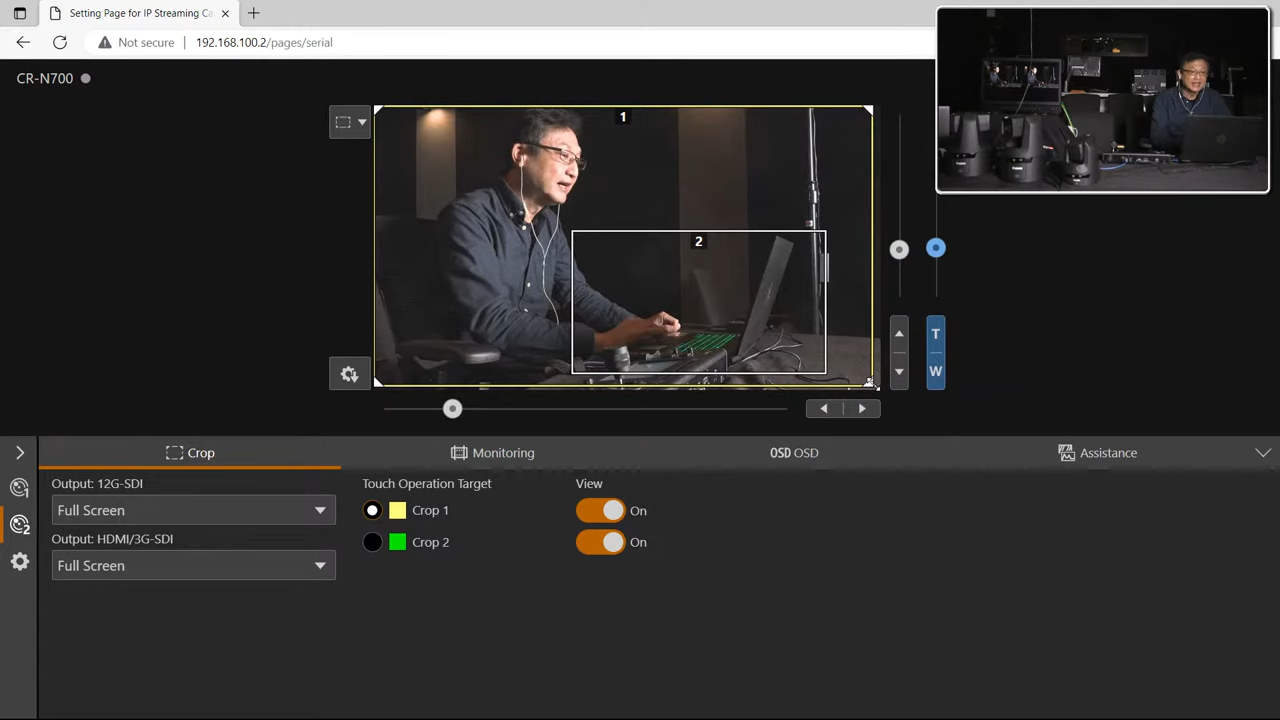 Setting Page for IP Streaming Ca
Not secure
192.168.100.2/pages/serial
CR-N700
1
2
T
W
Crop
Monitoring
OSD OSD
Assistance
Output: 12G-SDI
Full Screen
Output: HDMI/3G-SDI
Full Screen
Touch Operation Target
Crop 1
Crop 2
View
On
On
1
2